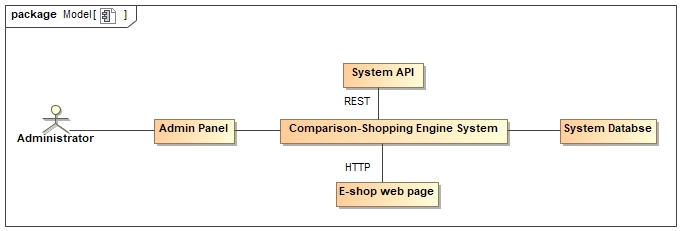 package Model[ ]
System API
REST
Administrator
Admin Panel
Comparison-Shopping Engine System
System Databse
HTTP
E-shop web page